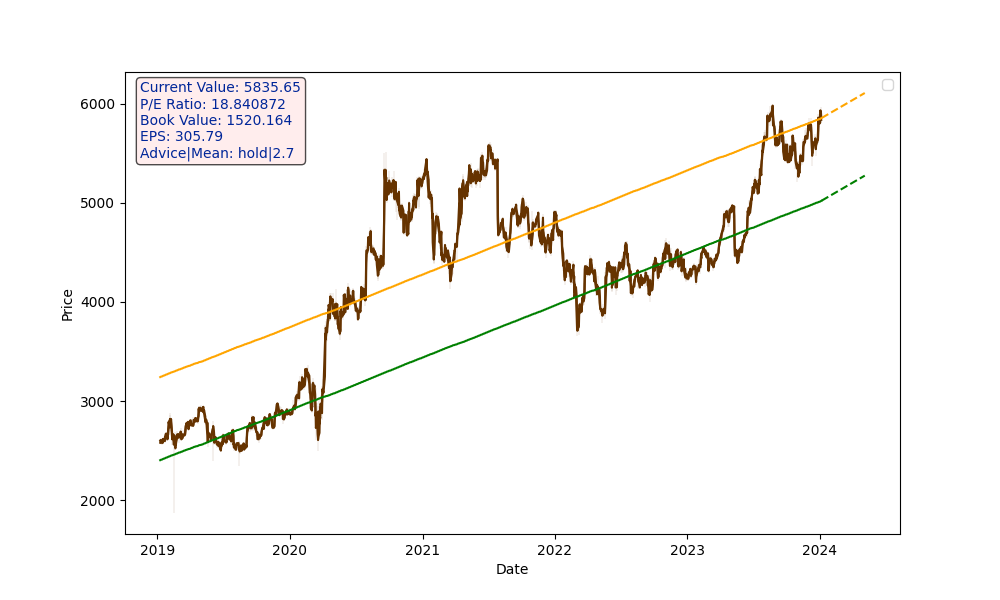 Current Value: 5835.65
P/E Ratio: 18.840872
Book Value: 1520.164
EPS: 305.79
Advice|Mean: hold|2.7
6000
5000
4000
3000
2000
Price
2019
2020
2021
2022
2023
2024
Date